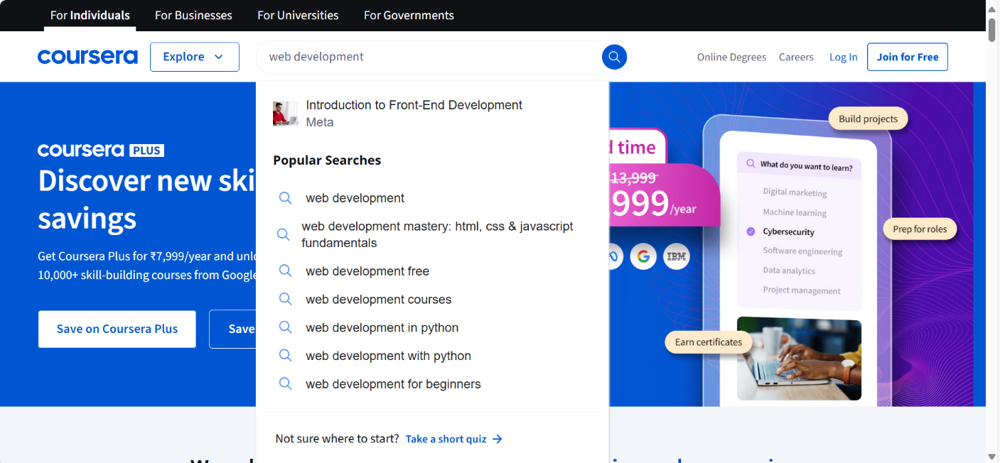 For Individuals
For Businesses
For Universities
For Governments
coursera
Explore
web development
Online Degrees
Careers
Log In
Join for Free
Introduction to Front-End Development
Meta
Popular Searches
web development
web development mastery: html, css & javascript
fundamentals
web development free
web development courses
web development in python
web development with python
web development for beginners
Not sure where to start? Take a short quiz →
coursera PLUS
Discover new ski
savings
Get Coursera Plus for ₹7,999/year and
10,000+ skill-building courses from Google
Save on Coursera Plus
Save
time
13,999
,999/year
IBM
Build projects
What do you want to learn?
Digital marketing
Machine learning
Cybersecurity
Software engineering
Data analytics
Project management
Prep for roles
Earn certificates